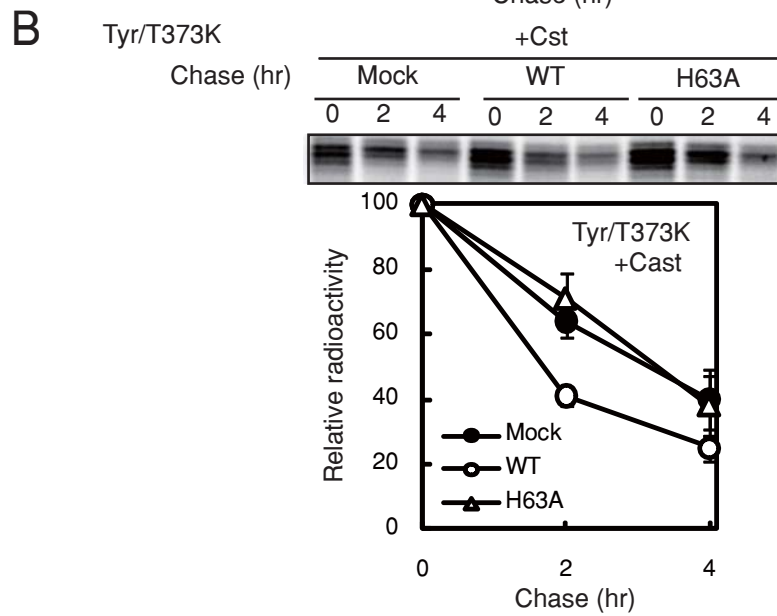 Chase (hr)
B
Tyr/T373K
+Cst
Chase (hr)
Mock
WT
H63A
0 2 4 0 2 4 0 2 4
100
80
60
40
20
0
Relative radioactivity
Tyr/T373K
+Cast
Mock
WT
H63A
0 2 4
Chase (hr)